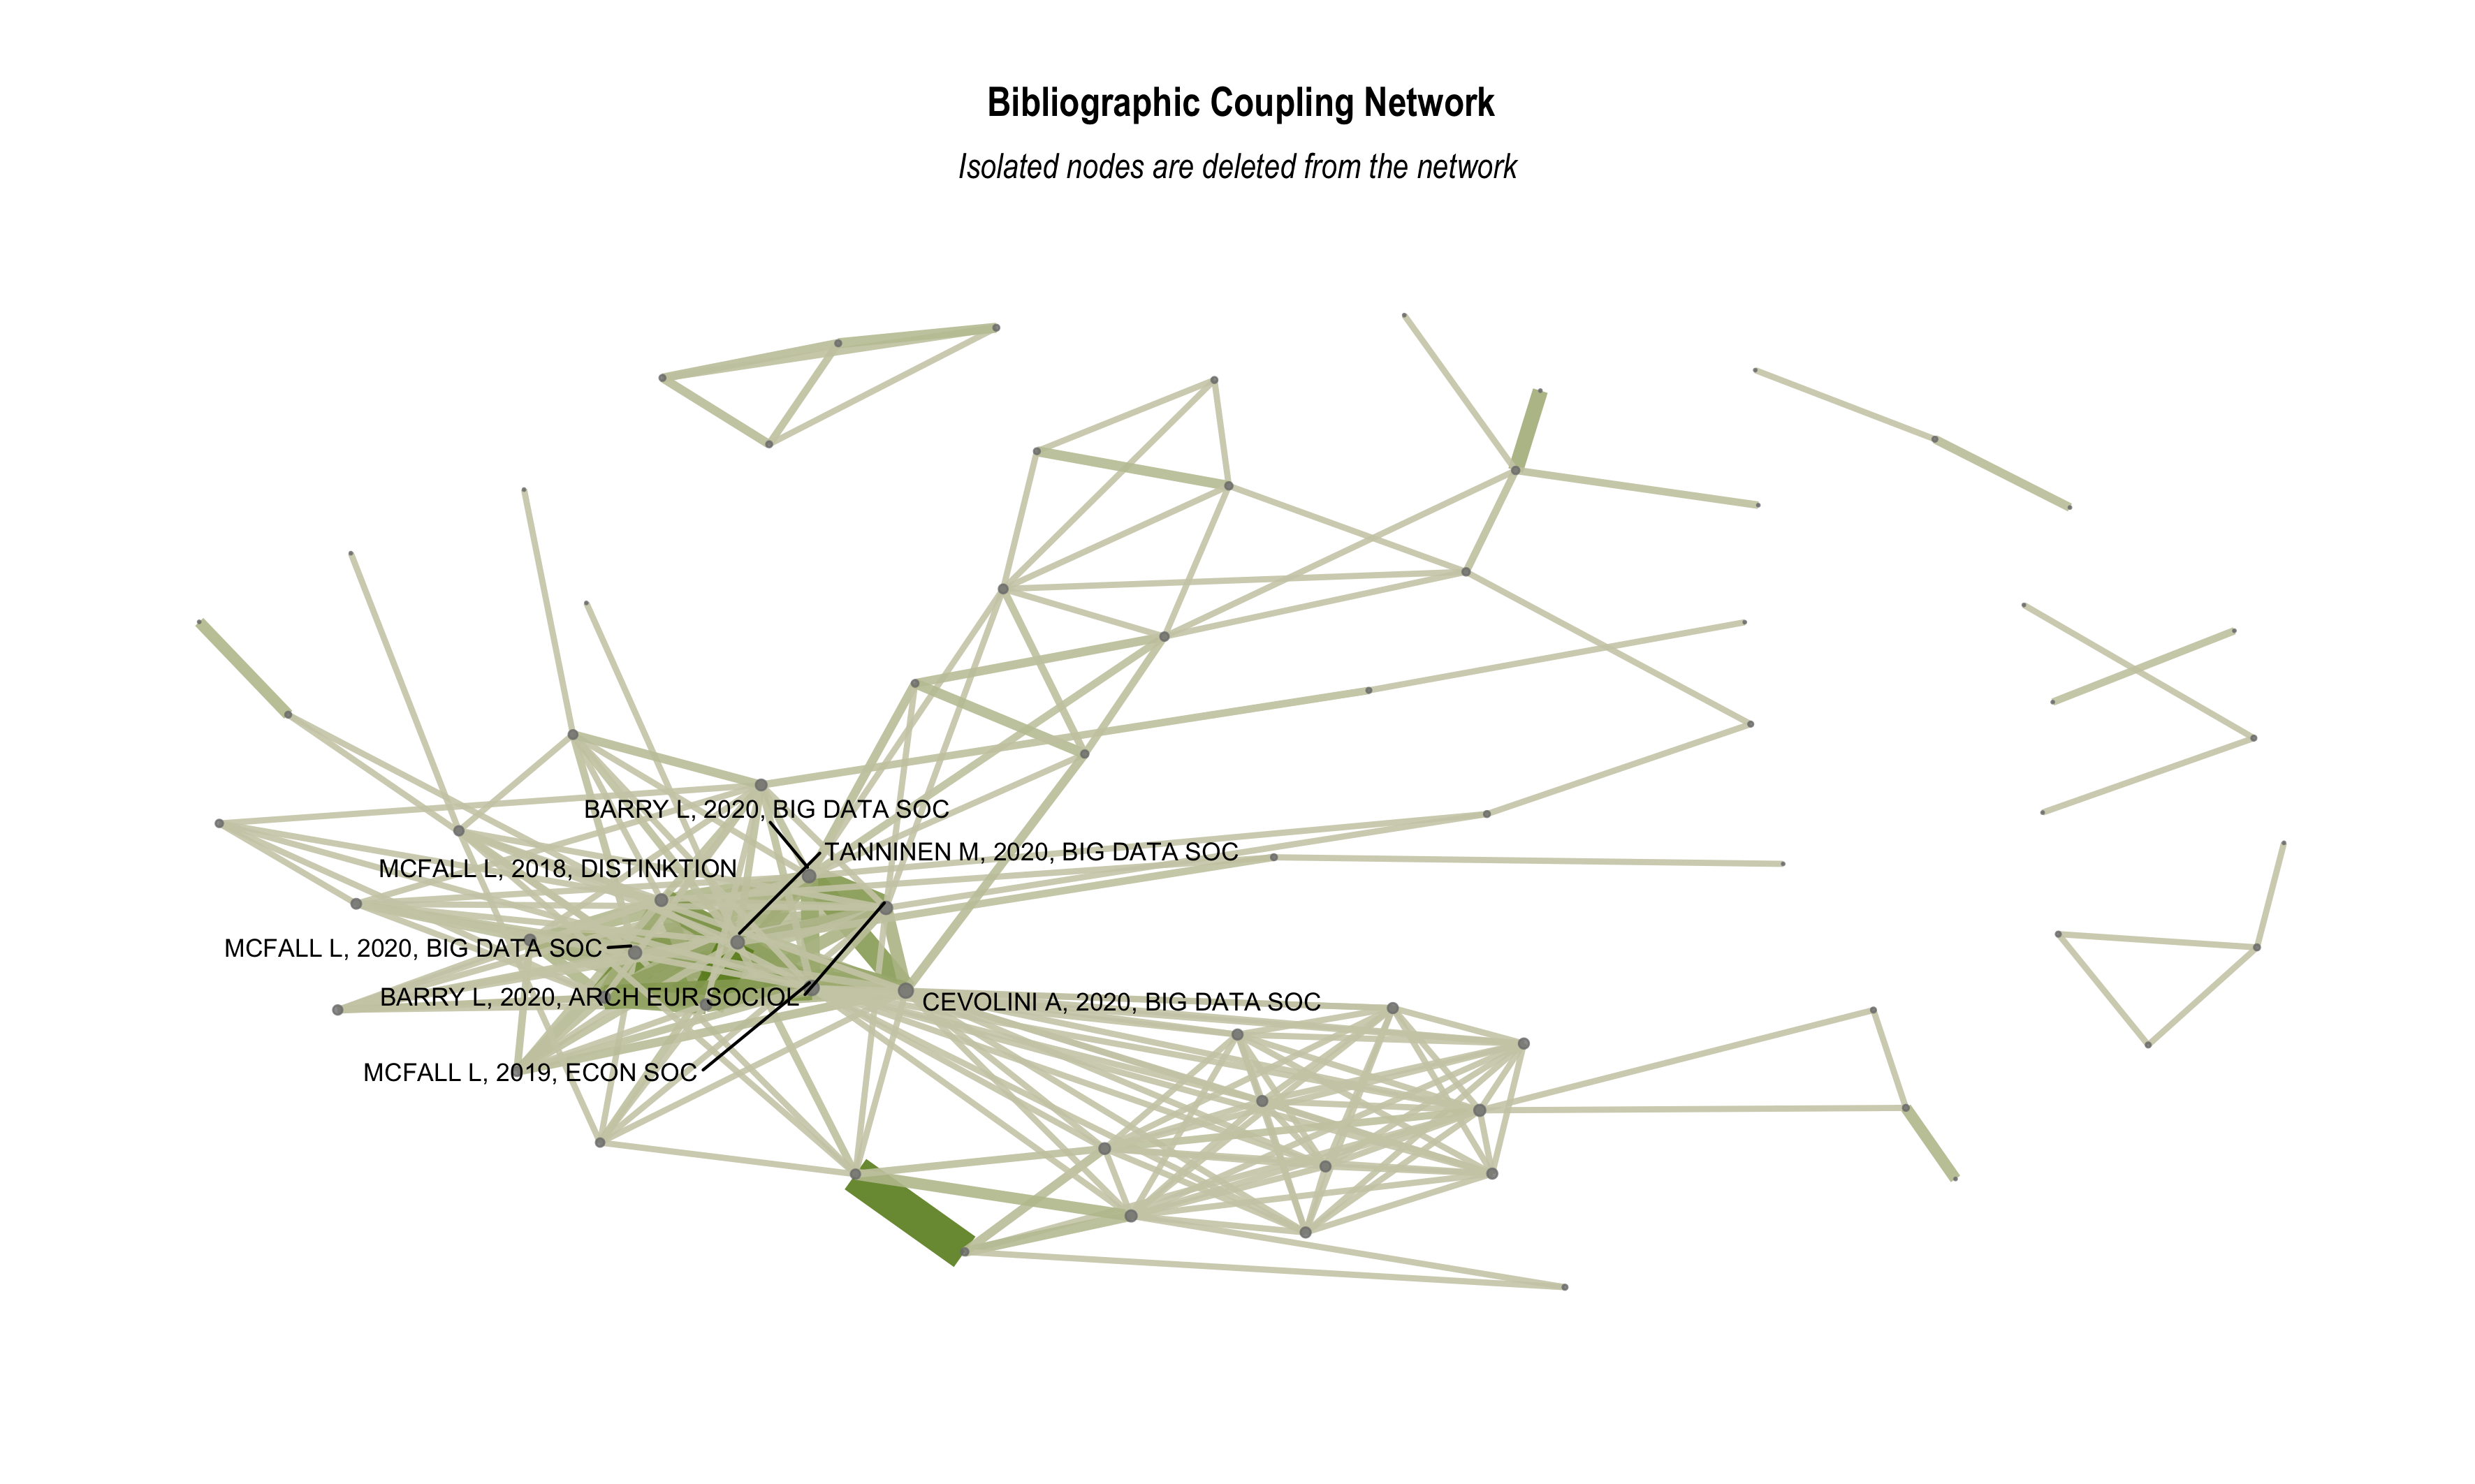 Bibliographic Coupling Network
Isolated nodes are deleted from the network
BARRY L, 2020, BIG DATA SOC
TANNINEN M, 2020, BIG DATA SOC
MCFALL L, 2018, DISTINKTION
MCFALL L, 2020, BIG DATA SOC
BARRY L, 2020, ARCH EUR SOCIOL
CEVOLINI A, 2020, BIG DATA SOC
MCFALL L, 2019, ECON SOC